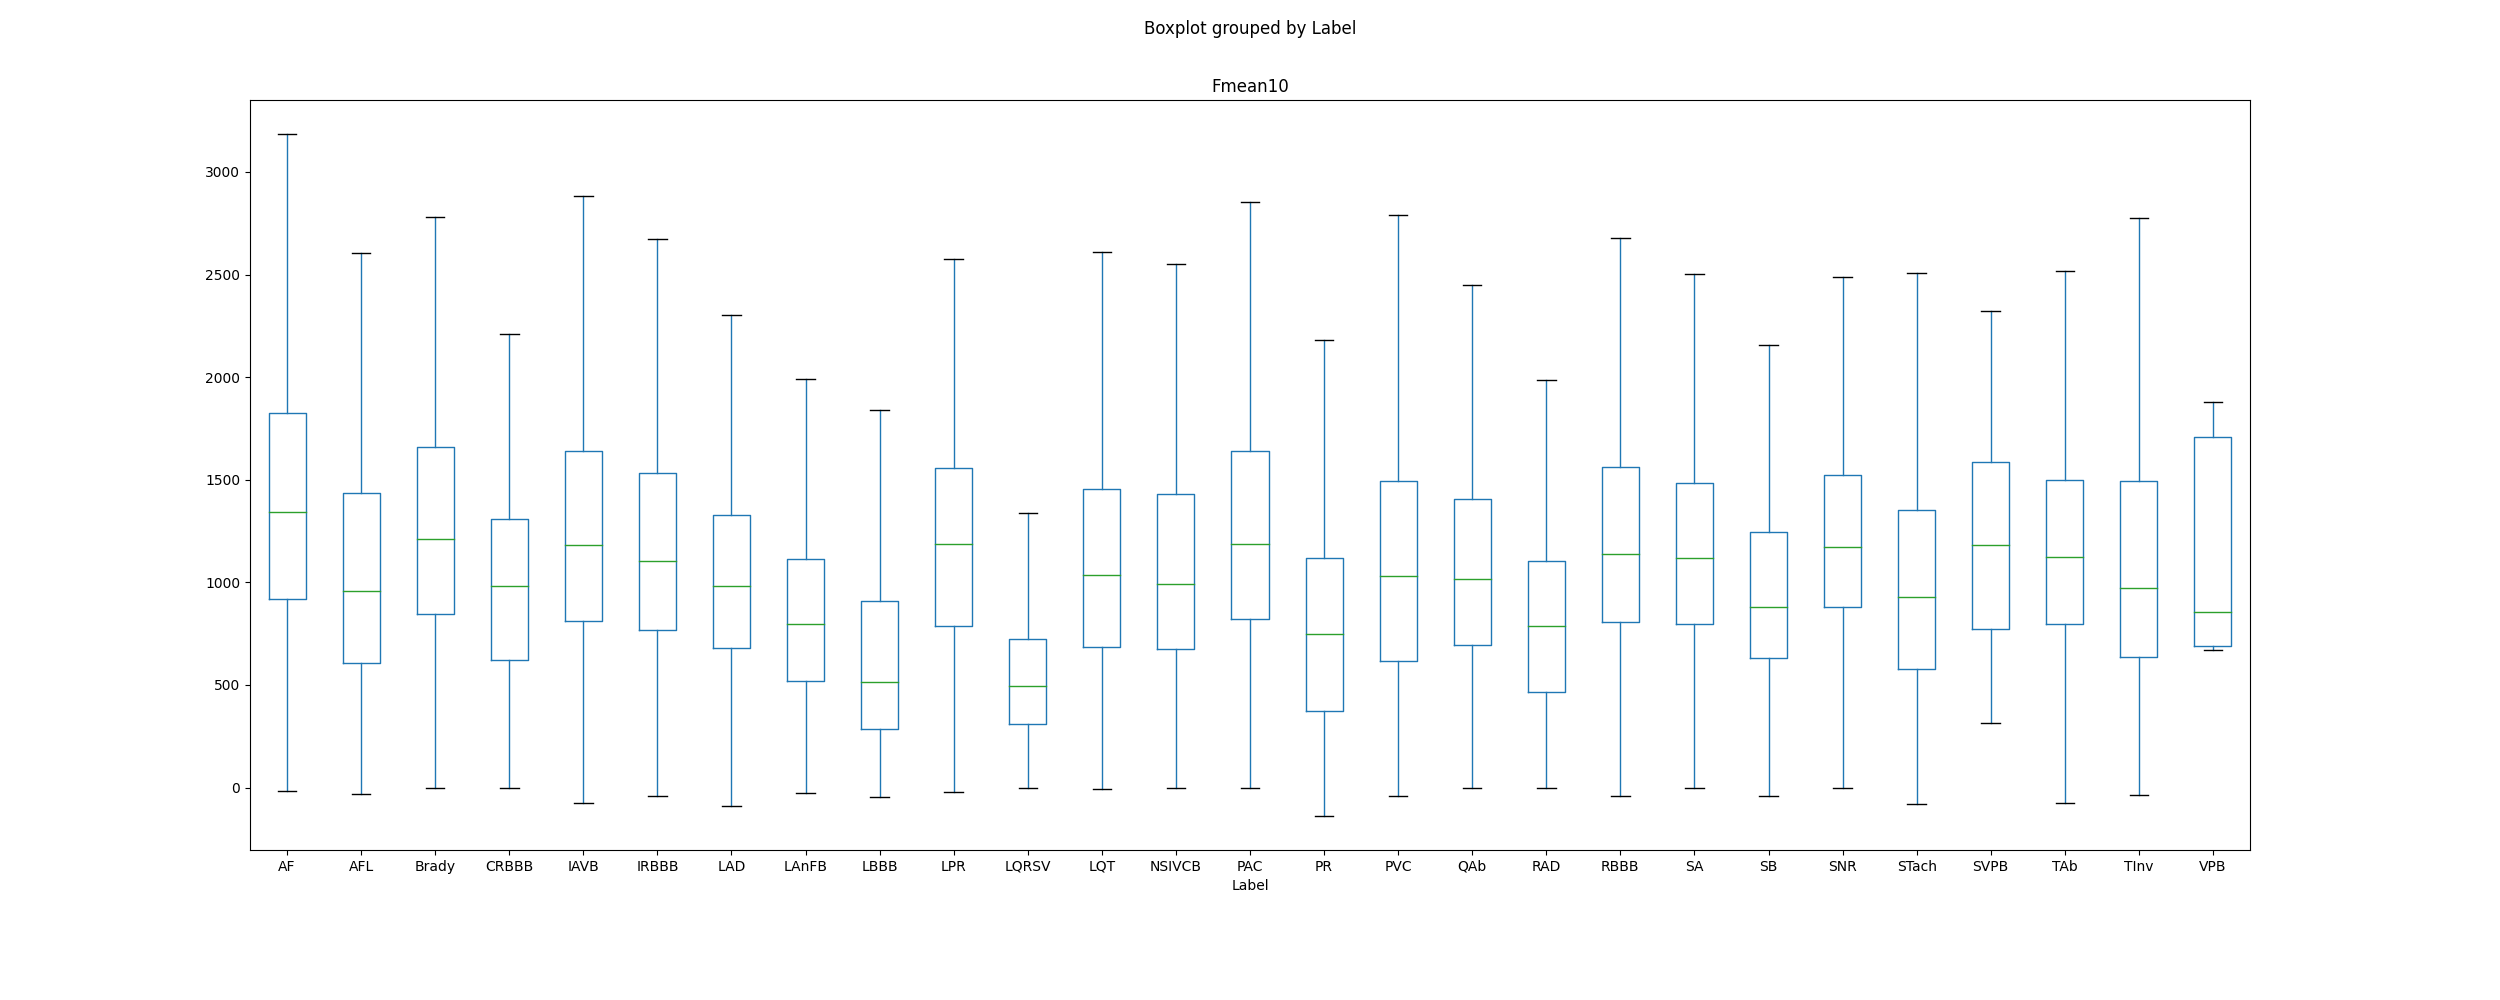 Boxplot grouped by Label
Fmean10
3000
2500
2000
1500
1000
500
0
AF AFL Brady CRBBB IAVB IRBBB LAD LAnFB LBBB LPR LQRSV LQT NSIVCB PAC PR PVC QAb RAD RBBB SA SB SNR STach SVPB TAb TInv VPB
Label